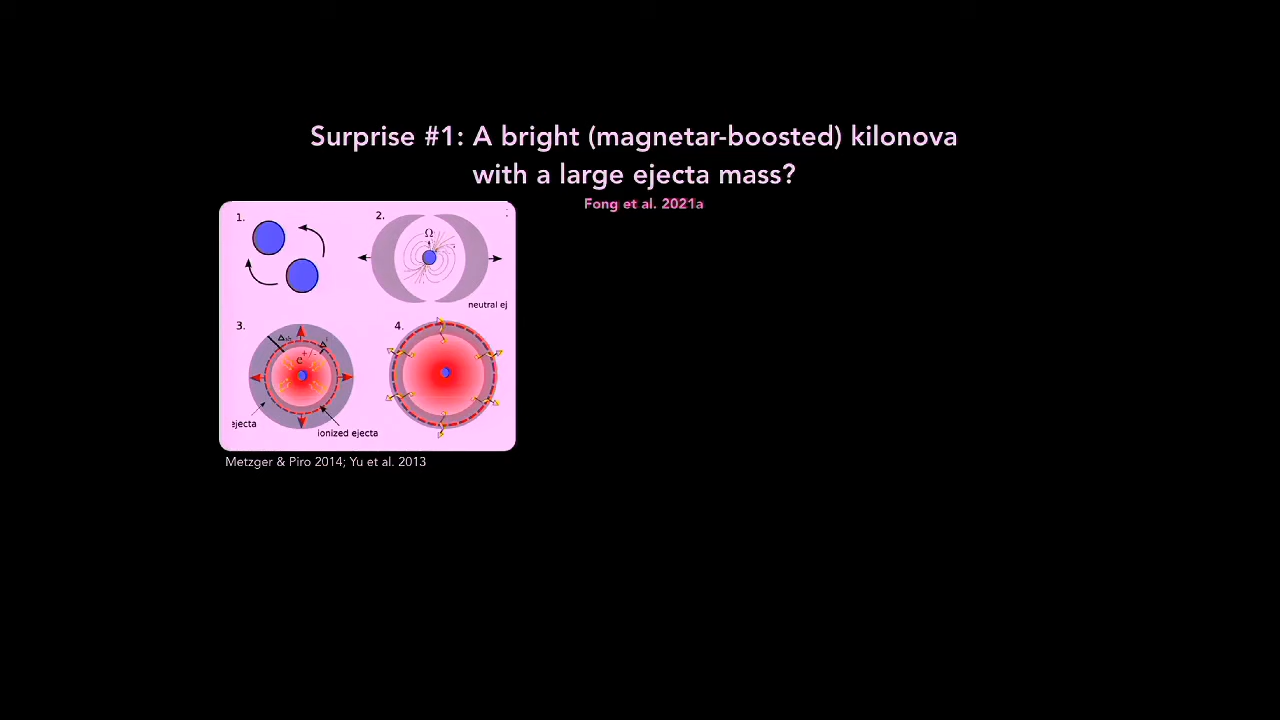 Surprise #1: A bright (magnetar-boosted) kilonova
with a large ejecta mass?
Fong et al. 2021a
1.
2.
Ω
neutral ej
3.
e+/-
4.
ejecta
ionized ejecta
Metzger & Piro 2014; Yu et al. 2013